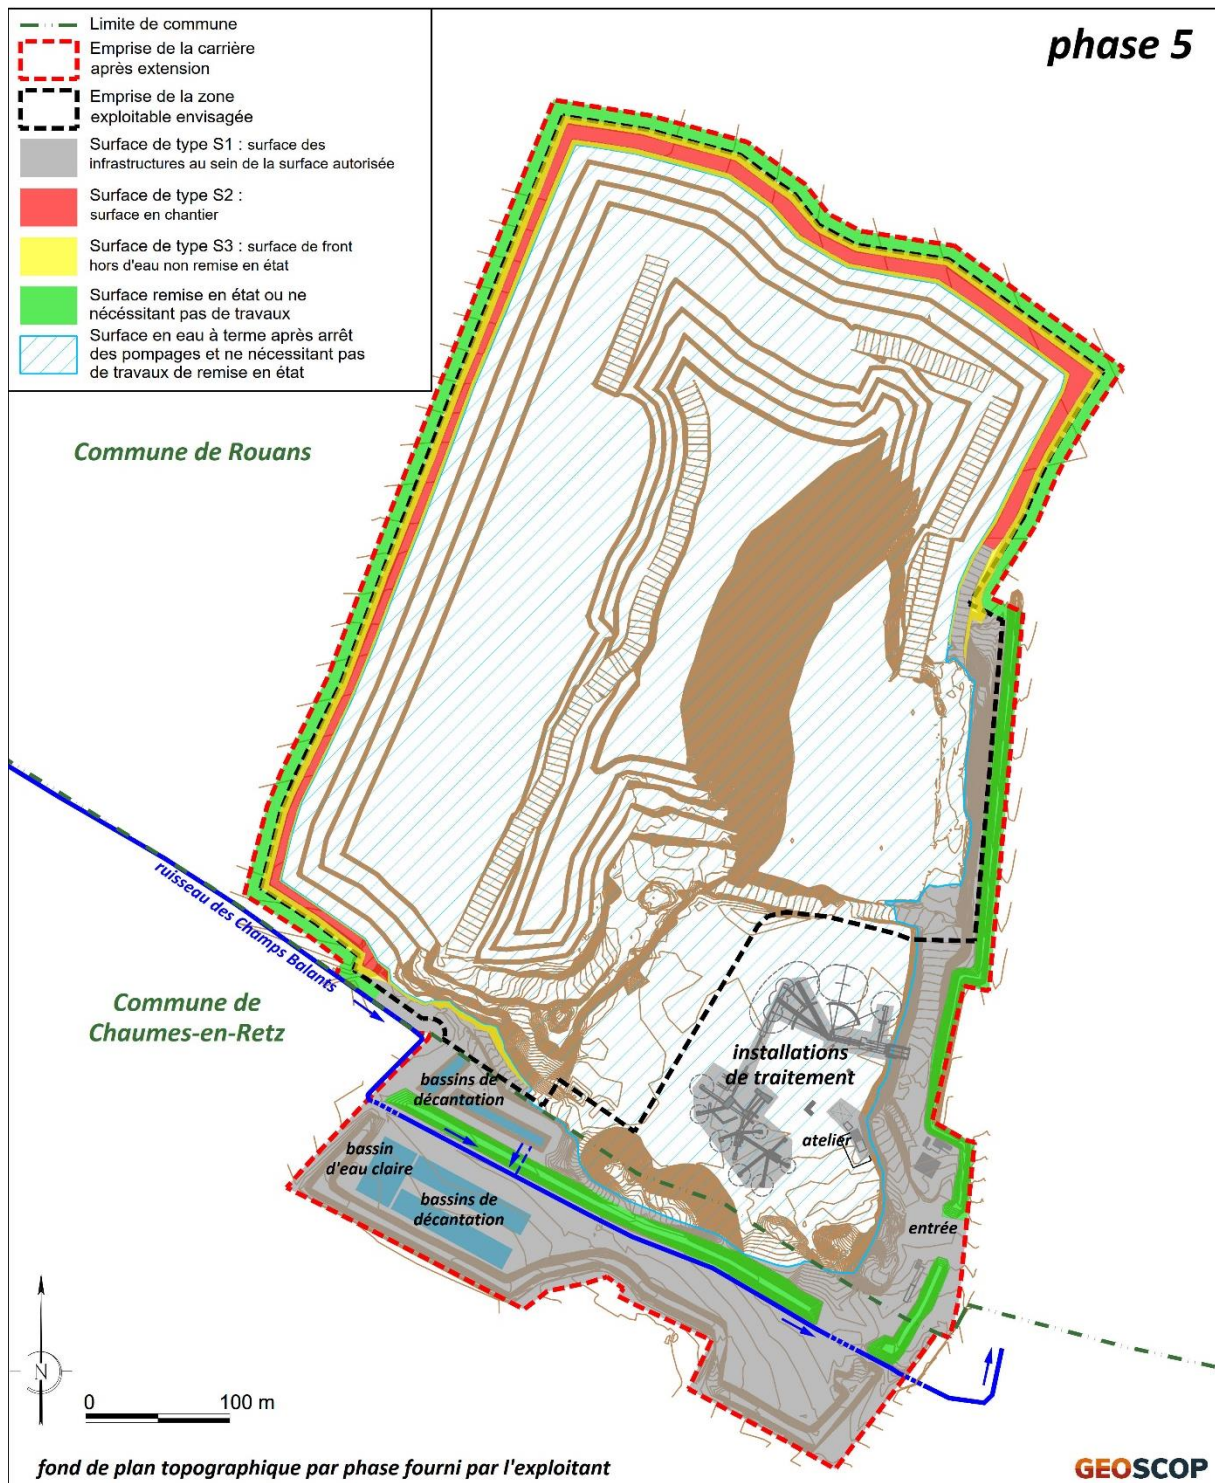 phase 5
Limite de commune
Emprise de la carrière
après extension
Emprise de la zone
exploitable envisagée
Surface de type S1 : surface des
infrastructures au sein de la surface autorisée
Surface de type S2 :
surface en chantier
Surface de type S3 : surface de front
hors d'eau non remise en état
Surface remise en état ou ne
nécéssitant pas de travaux
Surface en eau à terme après arrêt
des pompages et ne nécessitant pas
de travaux de remise en état
Commune de Rouans
ruisseau des Champs Balants
Commune de
Chaumes-en-Retz
installations
de traitement
bassins de
décantation
atelier
bassin
d'eau claire
bassins de
décantation
entrée
N
0 100 m
fond de plan topographique par phase fourni par l'exploitant
GEOSCOP